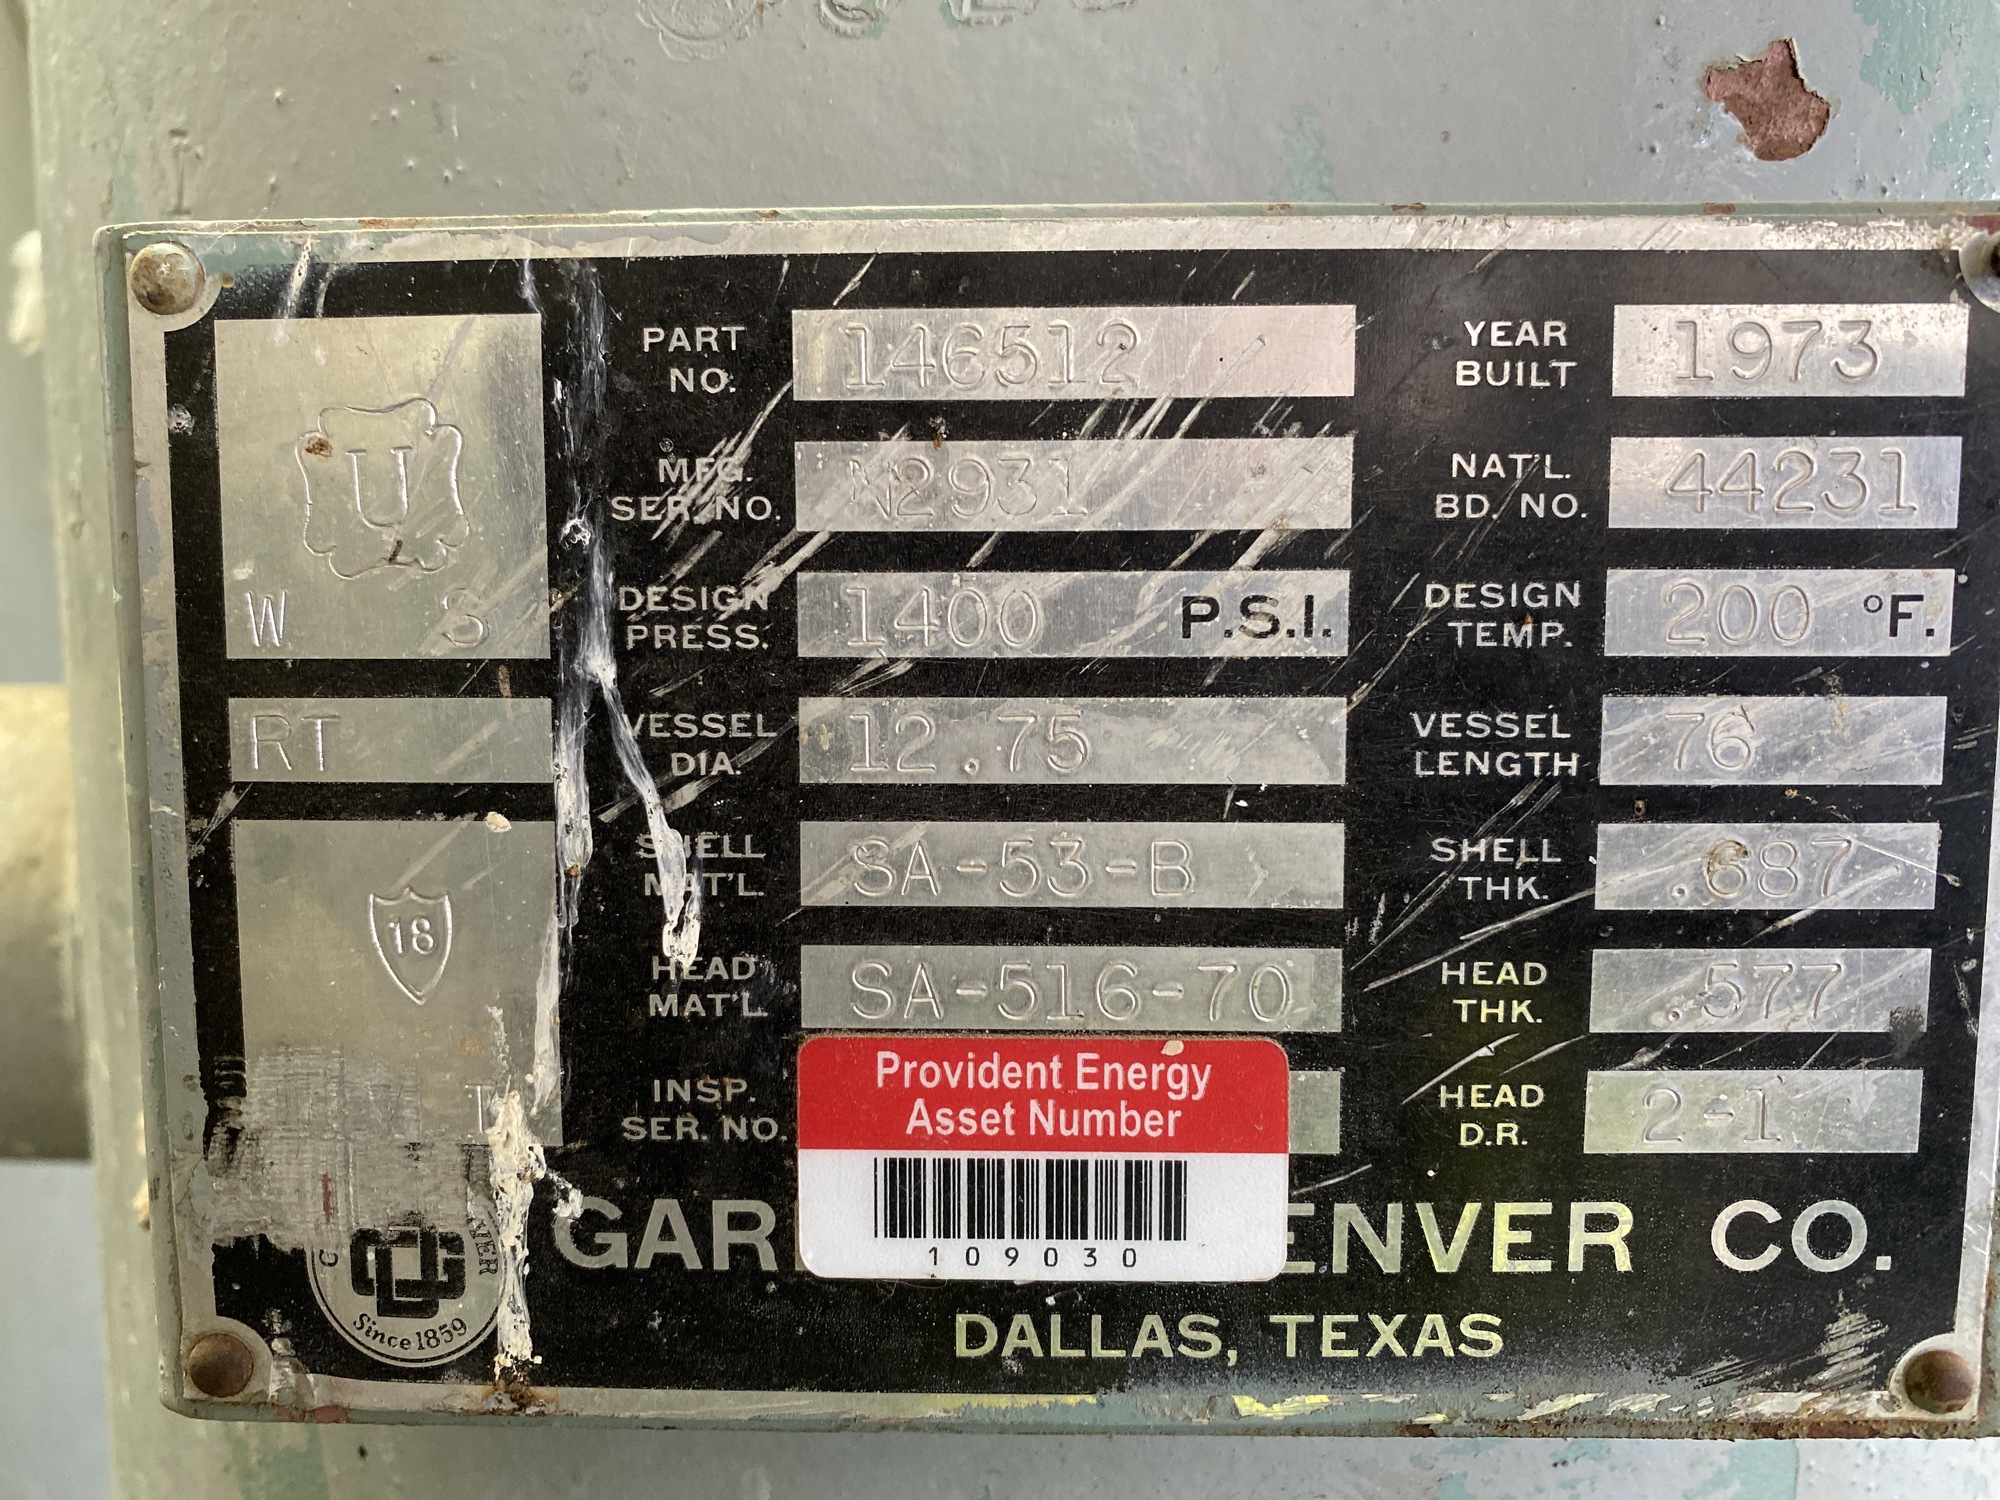 U
W S
RT
18
PART NO. 146512
YEAR BUILT 1973
MFG. SER. NO. N2931
NAT'L. BD. NO. 44231
DESIGN PRESS. 1400 P.S.I.
DESIGN TEMP. 200 °F.
VESSEL DIA. 12.75
VESSEL LENGTH 76
SHELL MAT'L. SA-53-B
SHELL THK. .687
HEAD MAT'L. SA-516-70
HEAD THK. .577
INSP. SER. NO.
HEAD D.R. 2-1
Provident Energy
Asset Number
109030
GAR ENVER CO.
DALLAS, TEXAS
GD
Since 1859